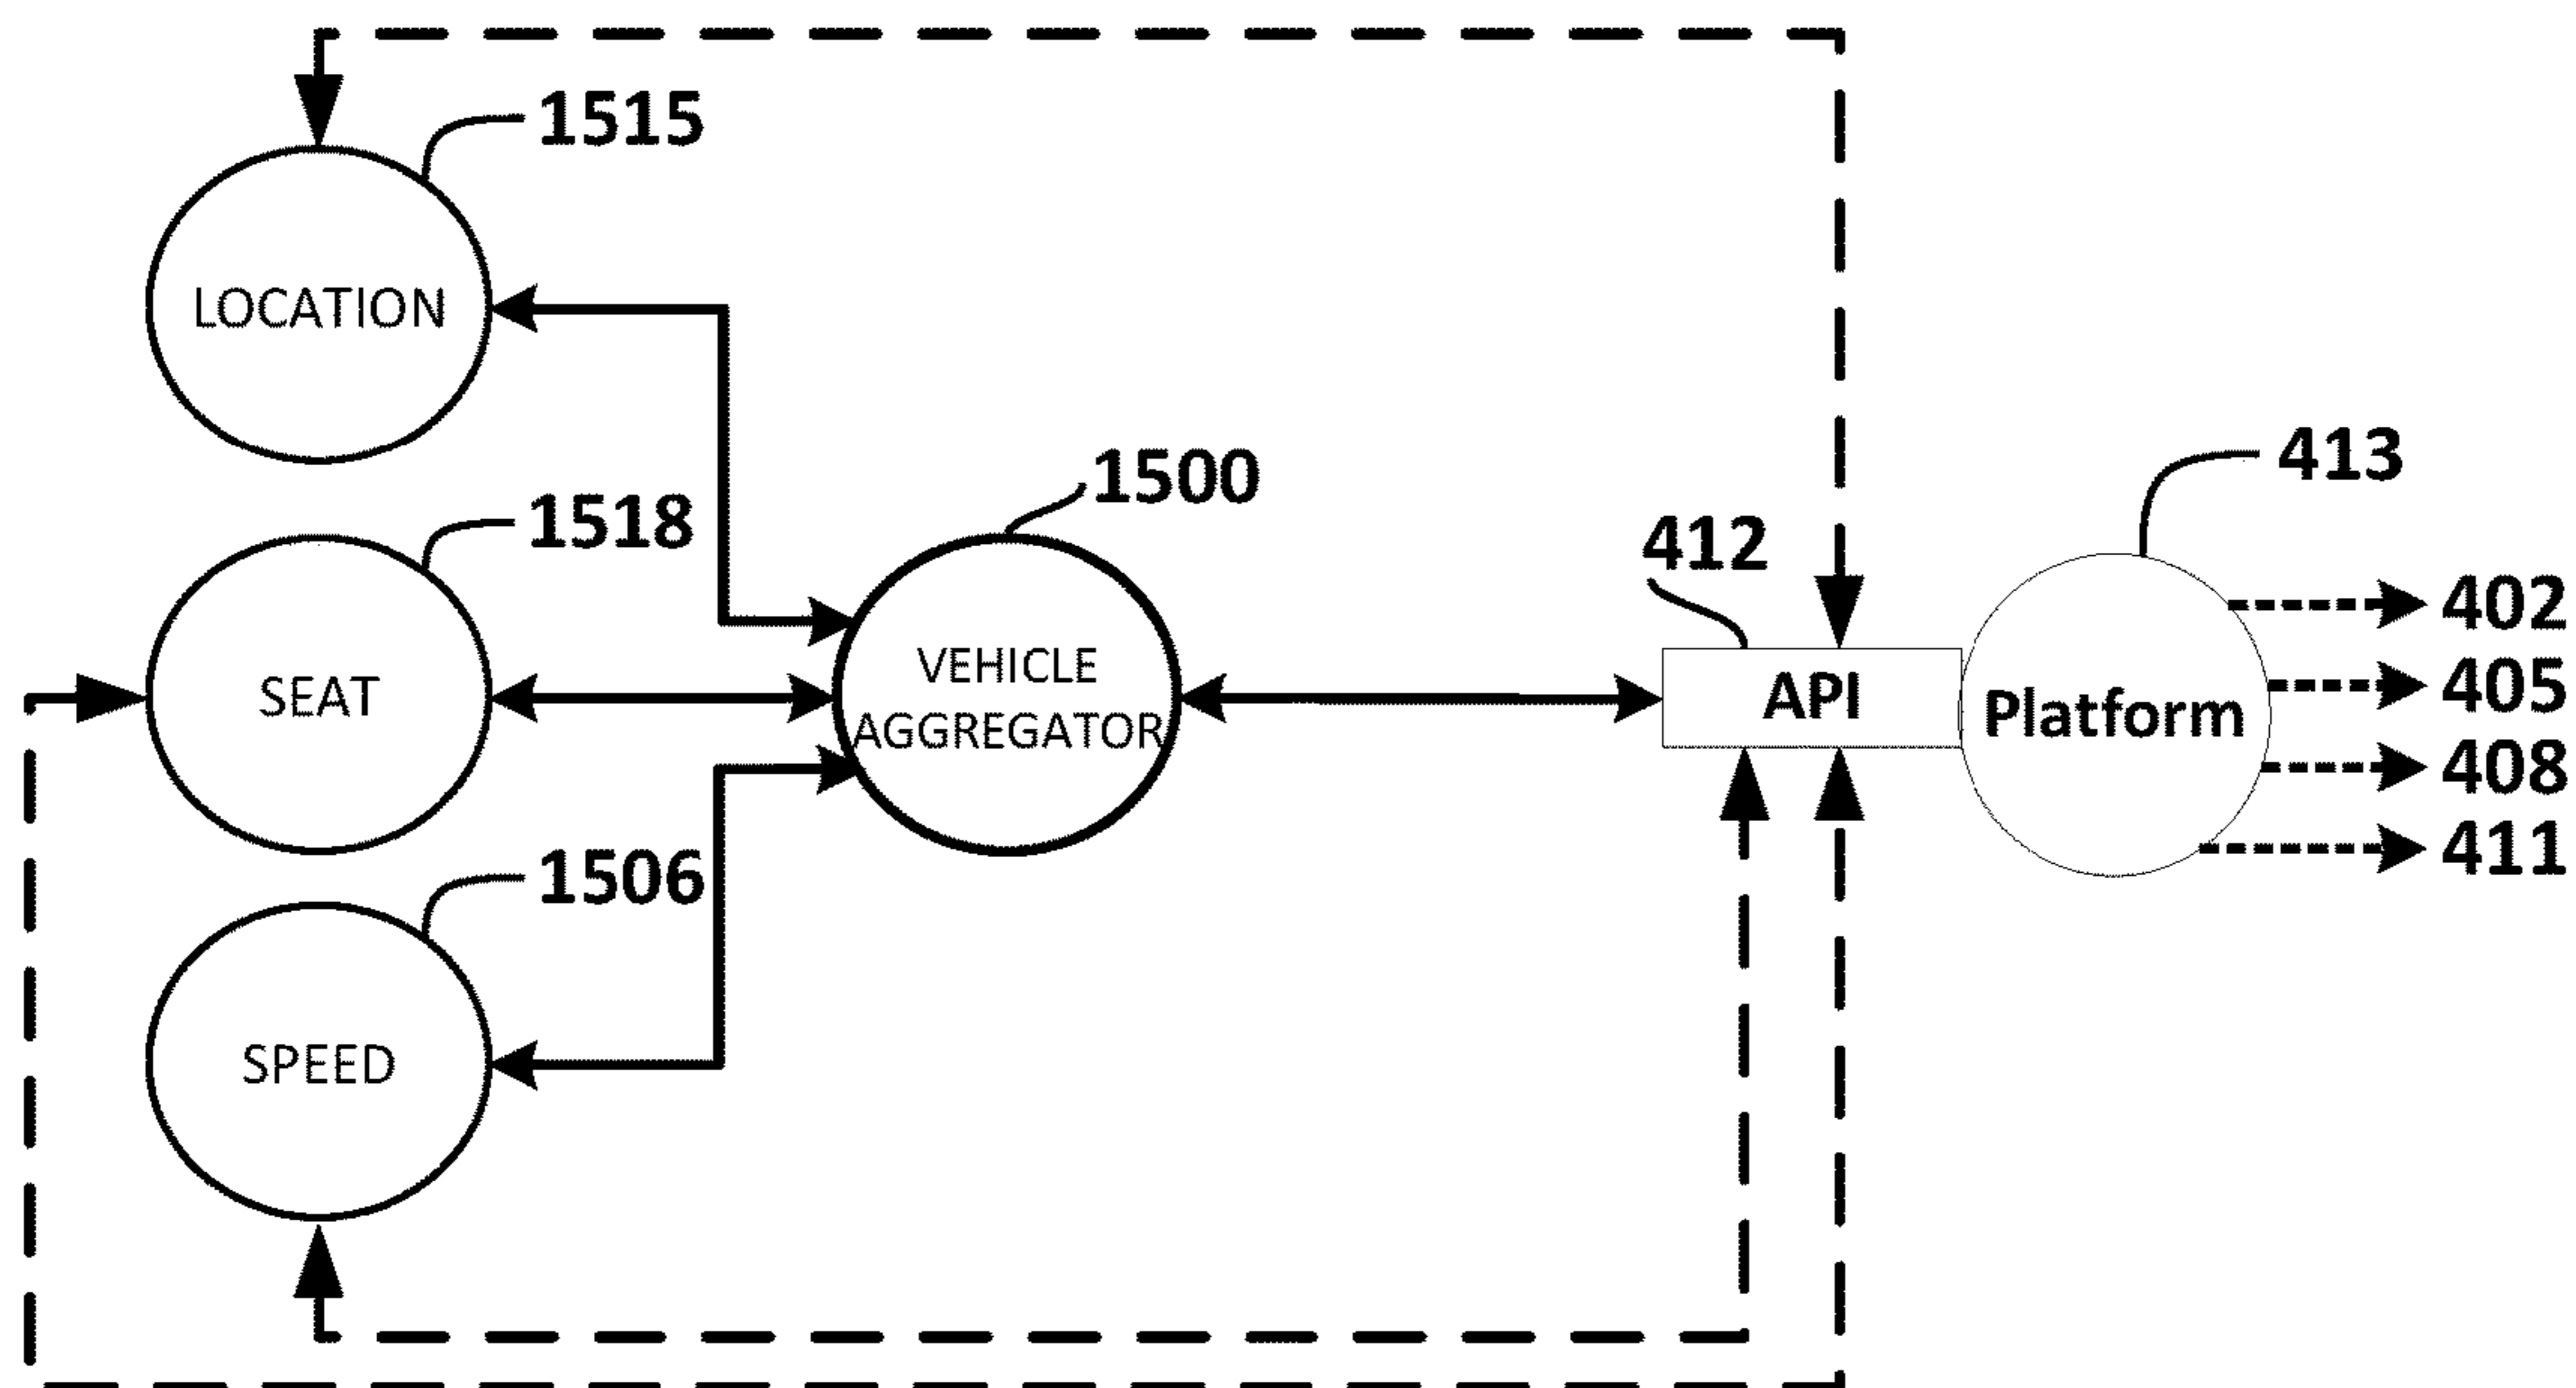 1515
LOCATION
1518
SEAT
1506
SPEED
1500
VEHICLE
AGGREGATOR
412
API
413
Platform
402
405
408
411